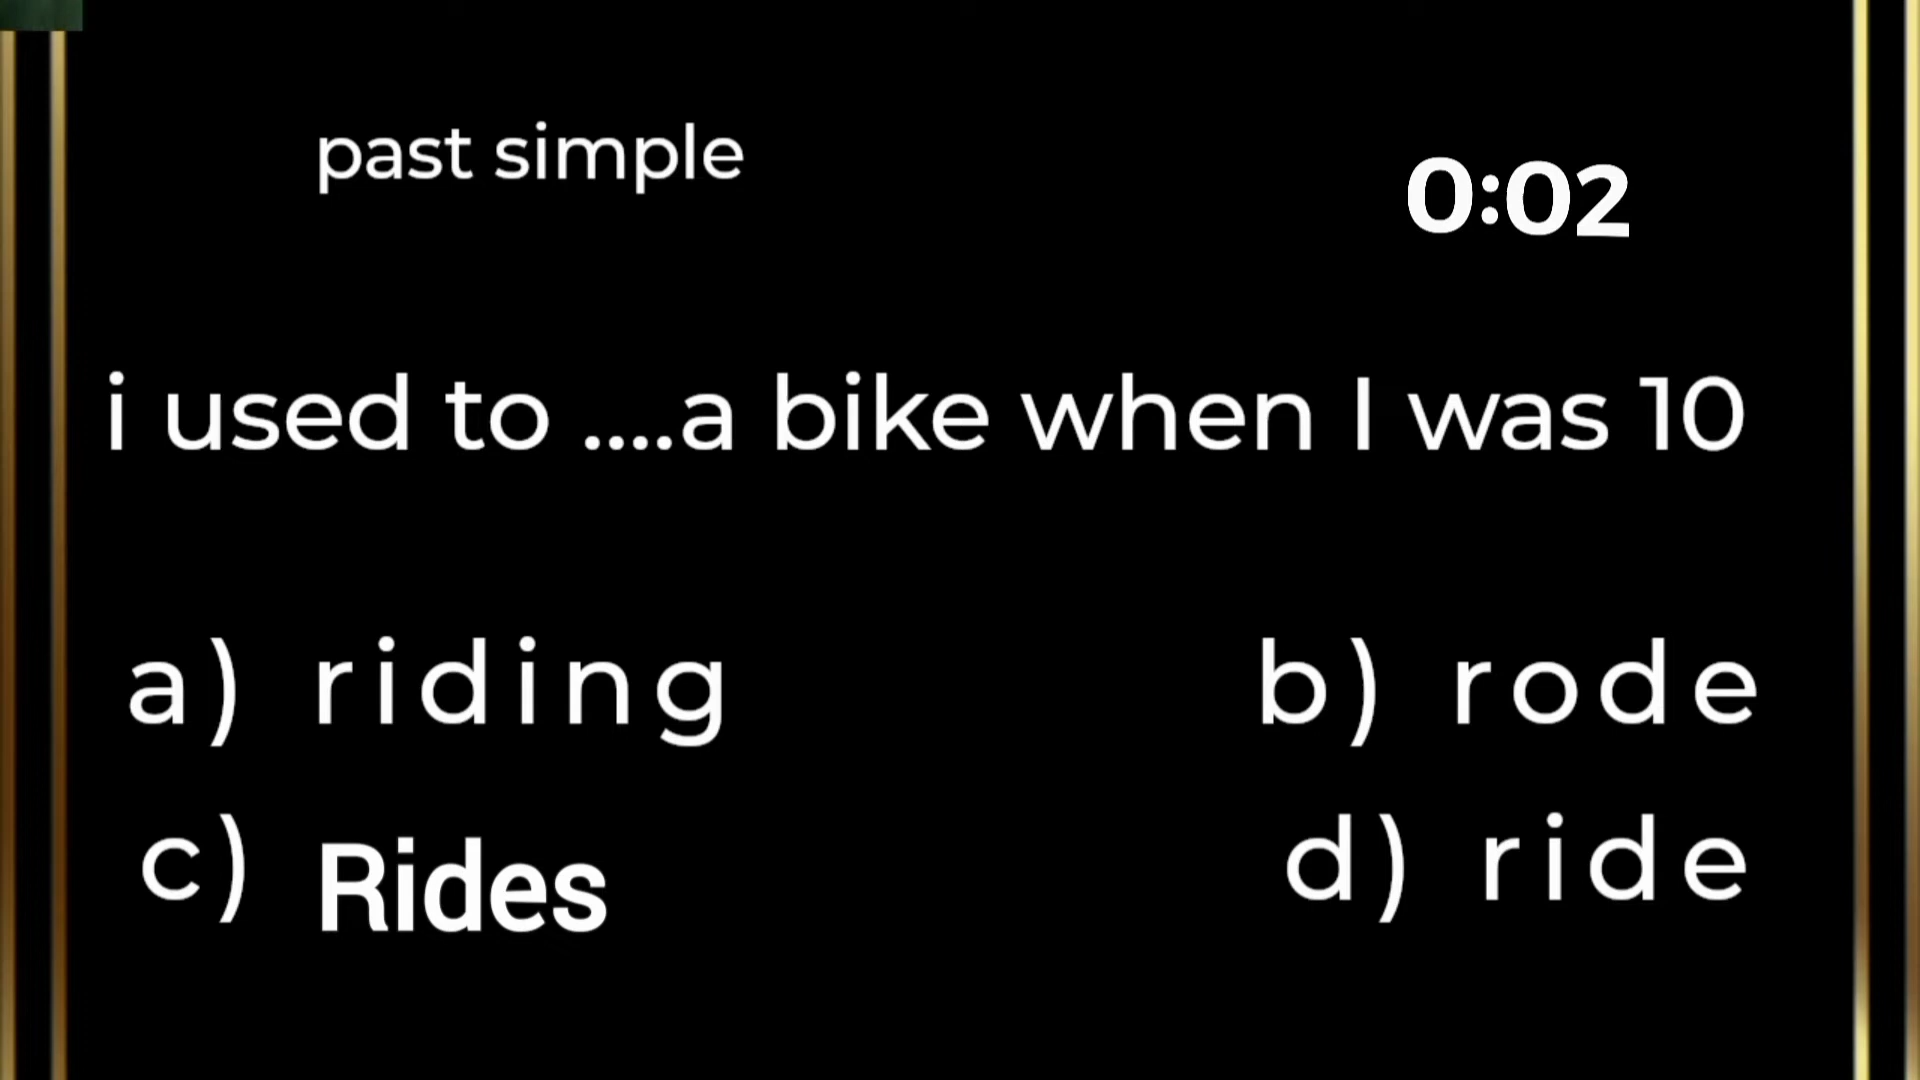 past simple
0:02
i used to ....a bike when I was 10
a) riding
b) rode
c) Rides
d) ride